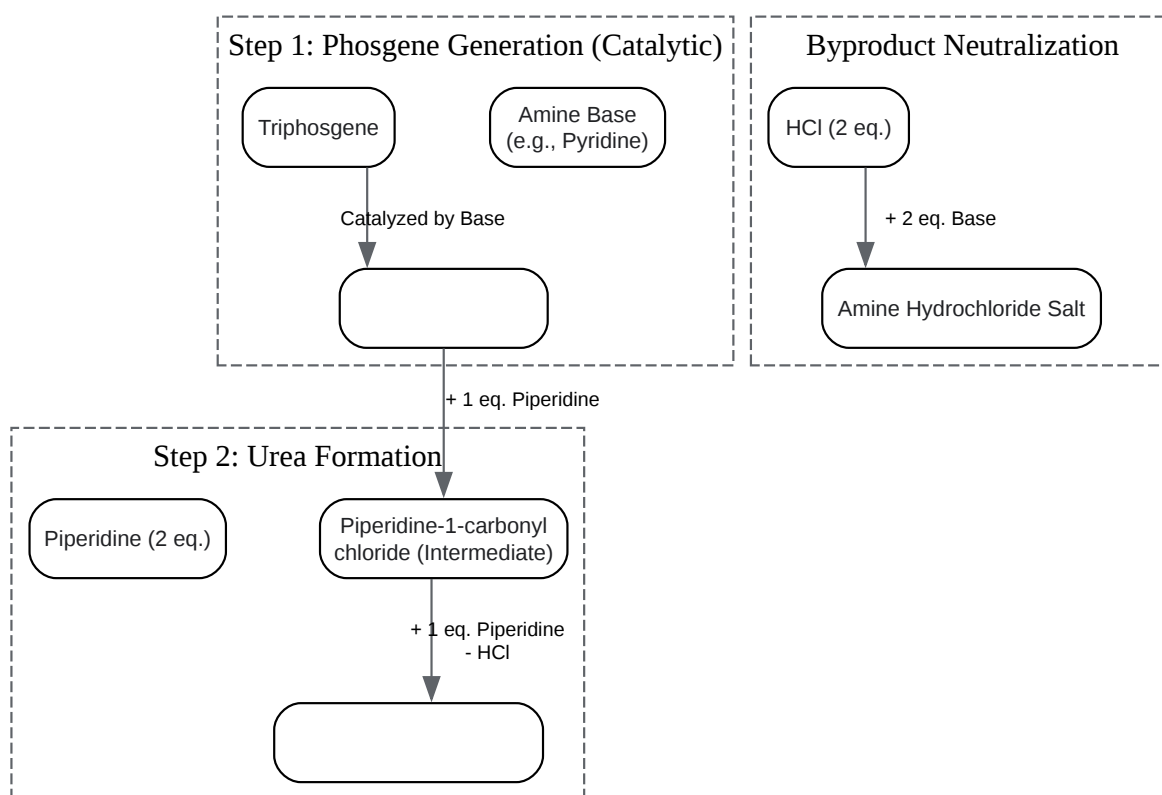 Step 1: Phosgene Generation (Catalytic)
Triphosgene
Amine Base
(e.g., Pyridine)
Catalyzed by Base
+ 1 eq. Piperidine
Byproduct Neutralization
HCl (2 eq.)
+ 2 eq. Base
Amine Hydrochloride Salt
Step 2: Urea Formation
Piperidine (2 eq.)
Piperidine-1-carbonyl
chloride (Intermediate)
+ 1 eq. Piperidine
- HCl